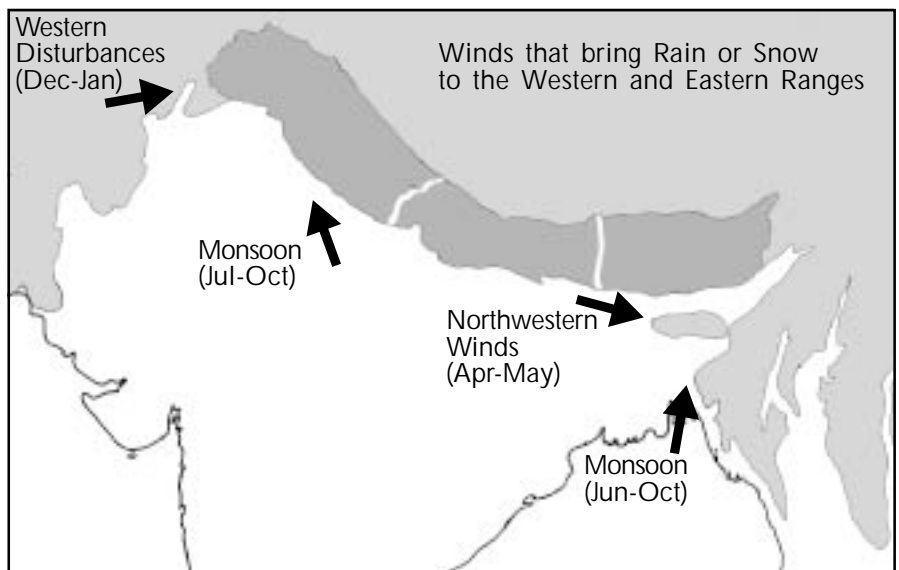 Western
Disturbances
(Dec-Jan)
Winds that bring Rain or Snow
to the Western and Eastern Ranges
Monsoon
(Jul-Oct)
Northwestern
Winds
(Apr-May)
Monsoon
(Jun-Oct)